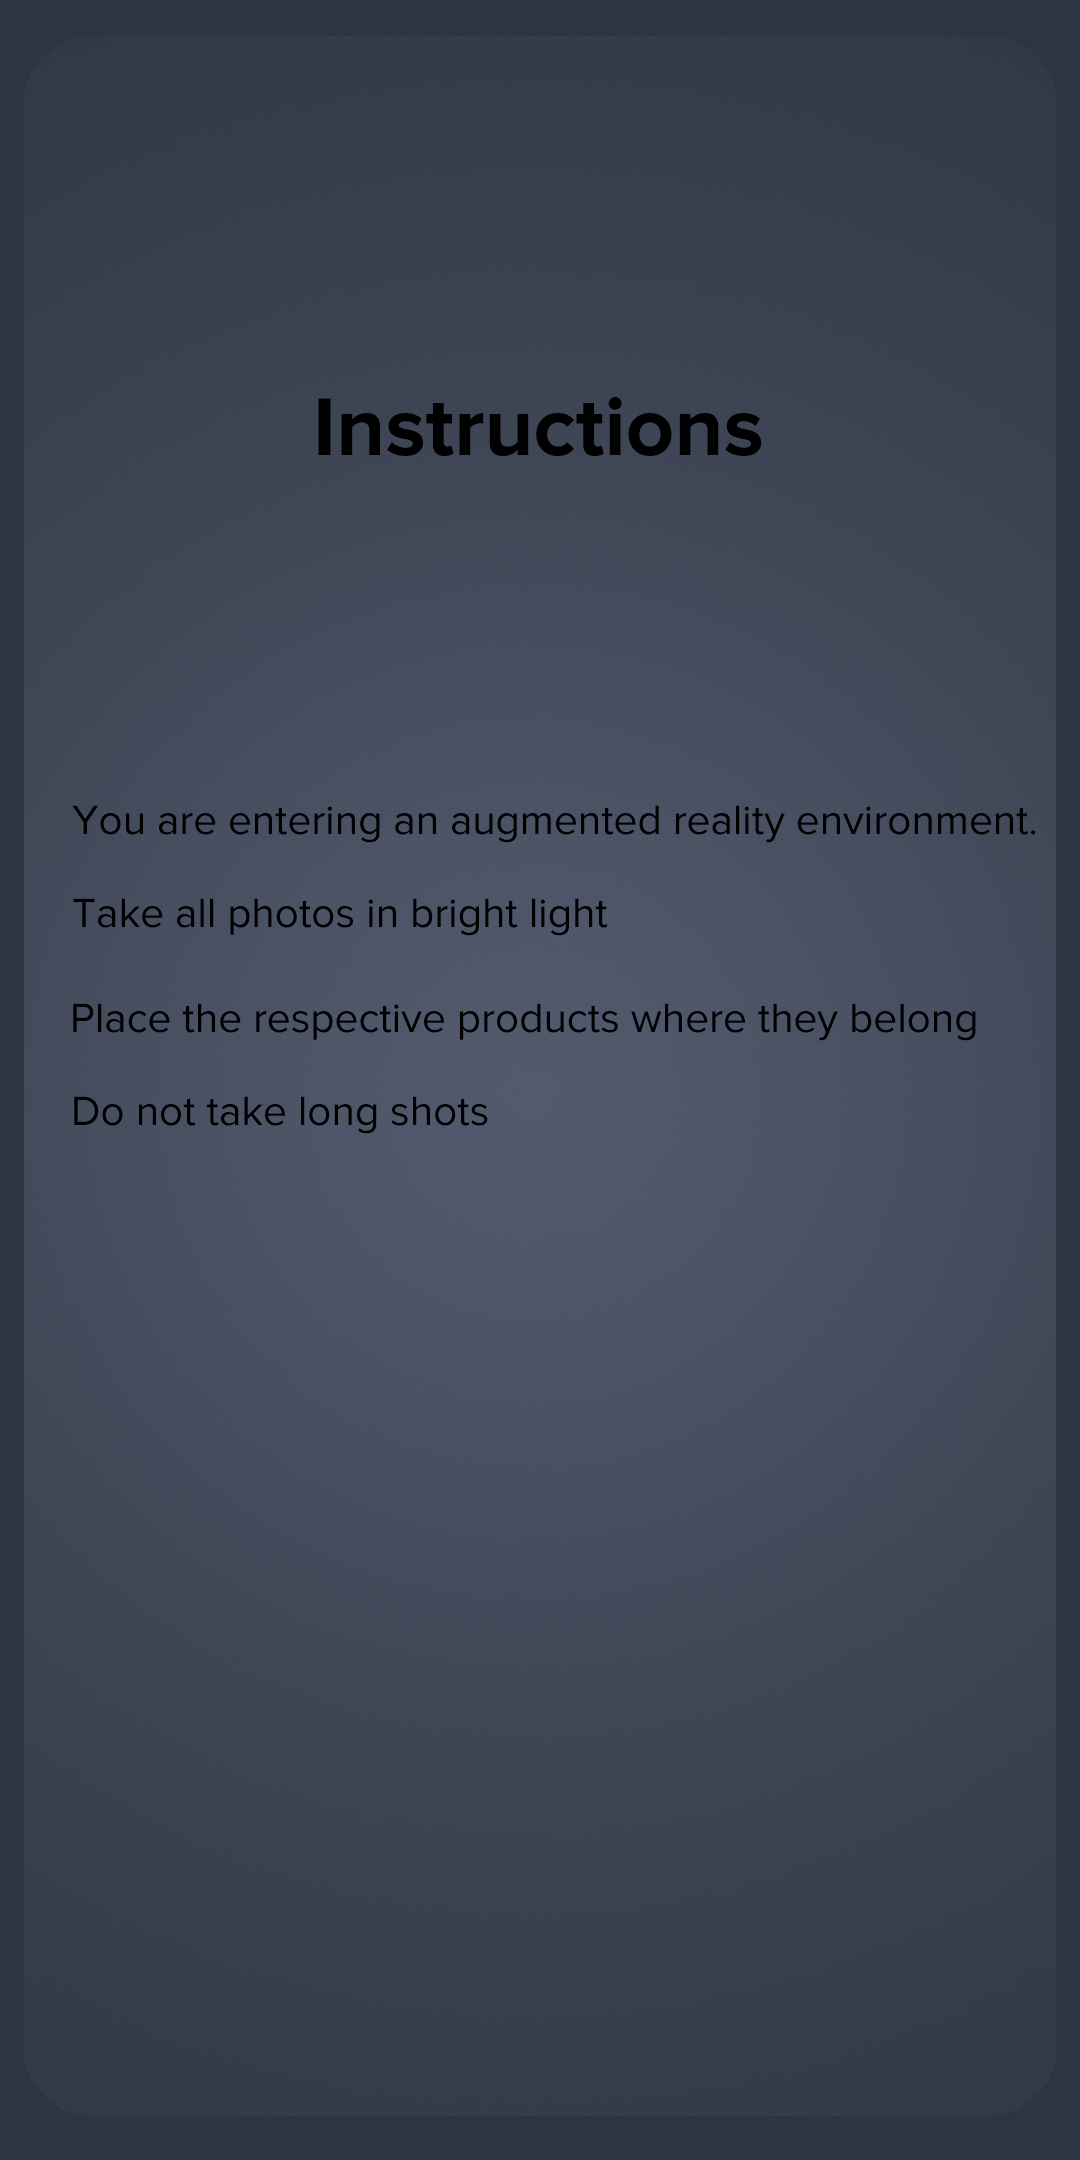 Instructions
You are entering an augmented reality environment.
Take all photos in bright light
Place the respective products where they belong
Do not take long shots